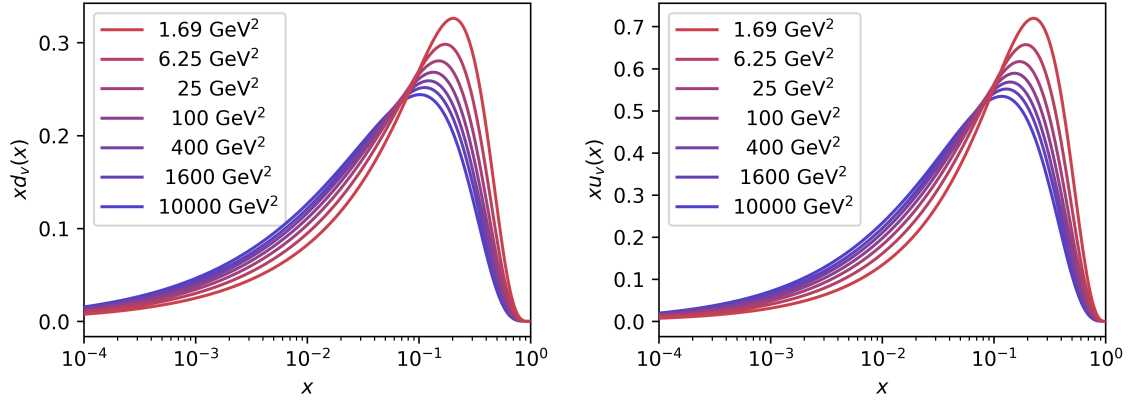 0.3
0.2
0.1
0.0
xd_v(x)
1.69 GeV²
6.25 GeV²
25 GeV²
100 GeV²
400 GeV²
1600 GeV²
10000 GeV²
10⁻⁴ 10⁻³ 10⁻² 10⁻¹ 10⁰
x
0.7
0.6
0.5
0.4
0.3
0.2
0.1
0.0
xu_v(x)
1.69 GeV²
6.25 GeV²
25 GeV²
100 GeV²
400 GeV²
1600 GeV²
10000 GeV²
10⁻⁴ 10⁻³ 10⁻² 10⁻¹ 10⁰
x